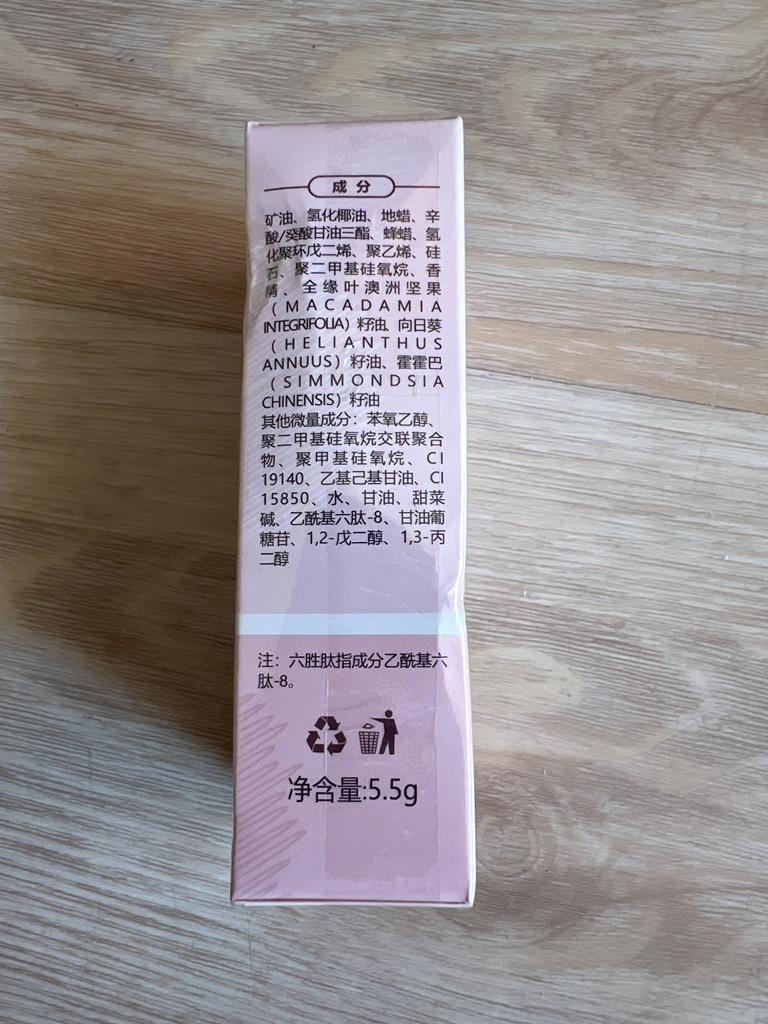 成分
矿油、氢化椰油、地蜡、辛
酸/癸酸甘油三酯、蜂蜡、氢
化聚环戊二烯、聚乙烯、硅
石、聚二甲基硅氧烷、香
精、全缘叶澳洲坚果
(MACADAMIA
INTEGRIFOLIA) 籽油、向日葵
(HELIANTHUS
ANNUUS) 籽油、霍霍巴
(SIMMONDSIA
CHINENSIS) 籽油
其他微量成分：苯氧乙醇、
聚二甲基硅氧烷交联聚合
物、聚甲基硅氧烷、CI
19140、乙基己基甘油、CI
15850、水、甘油、甜菜
碱、乙酰基六肽-8、甘油葡
糖苷、1,2-戊二醇、1,3-丙
二醇
注：六胜肽指成分乙酰基六
肽-8。
净含量:5.5g